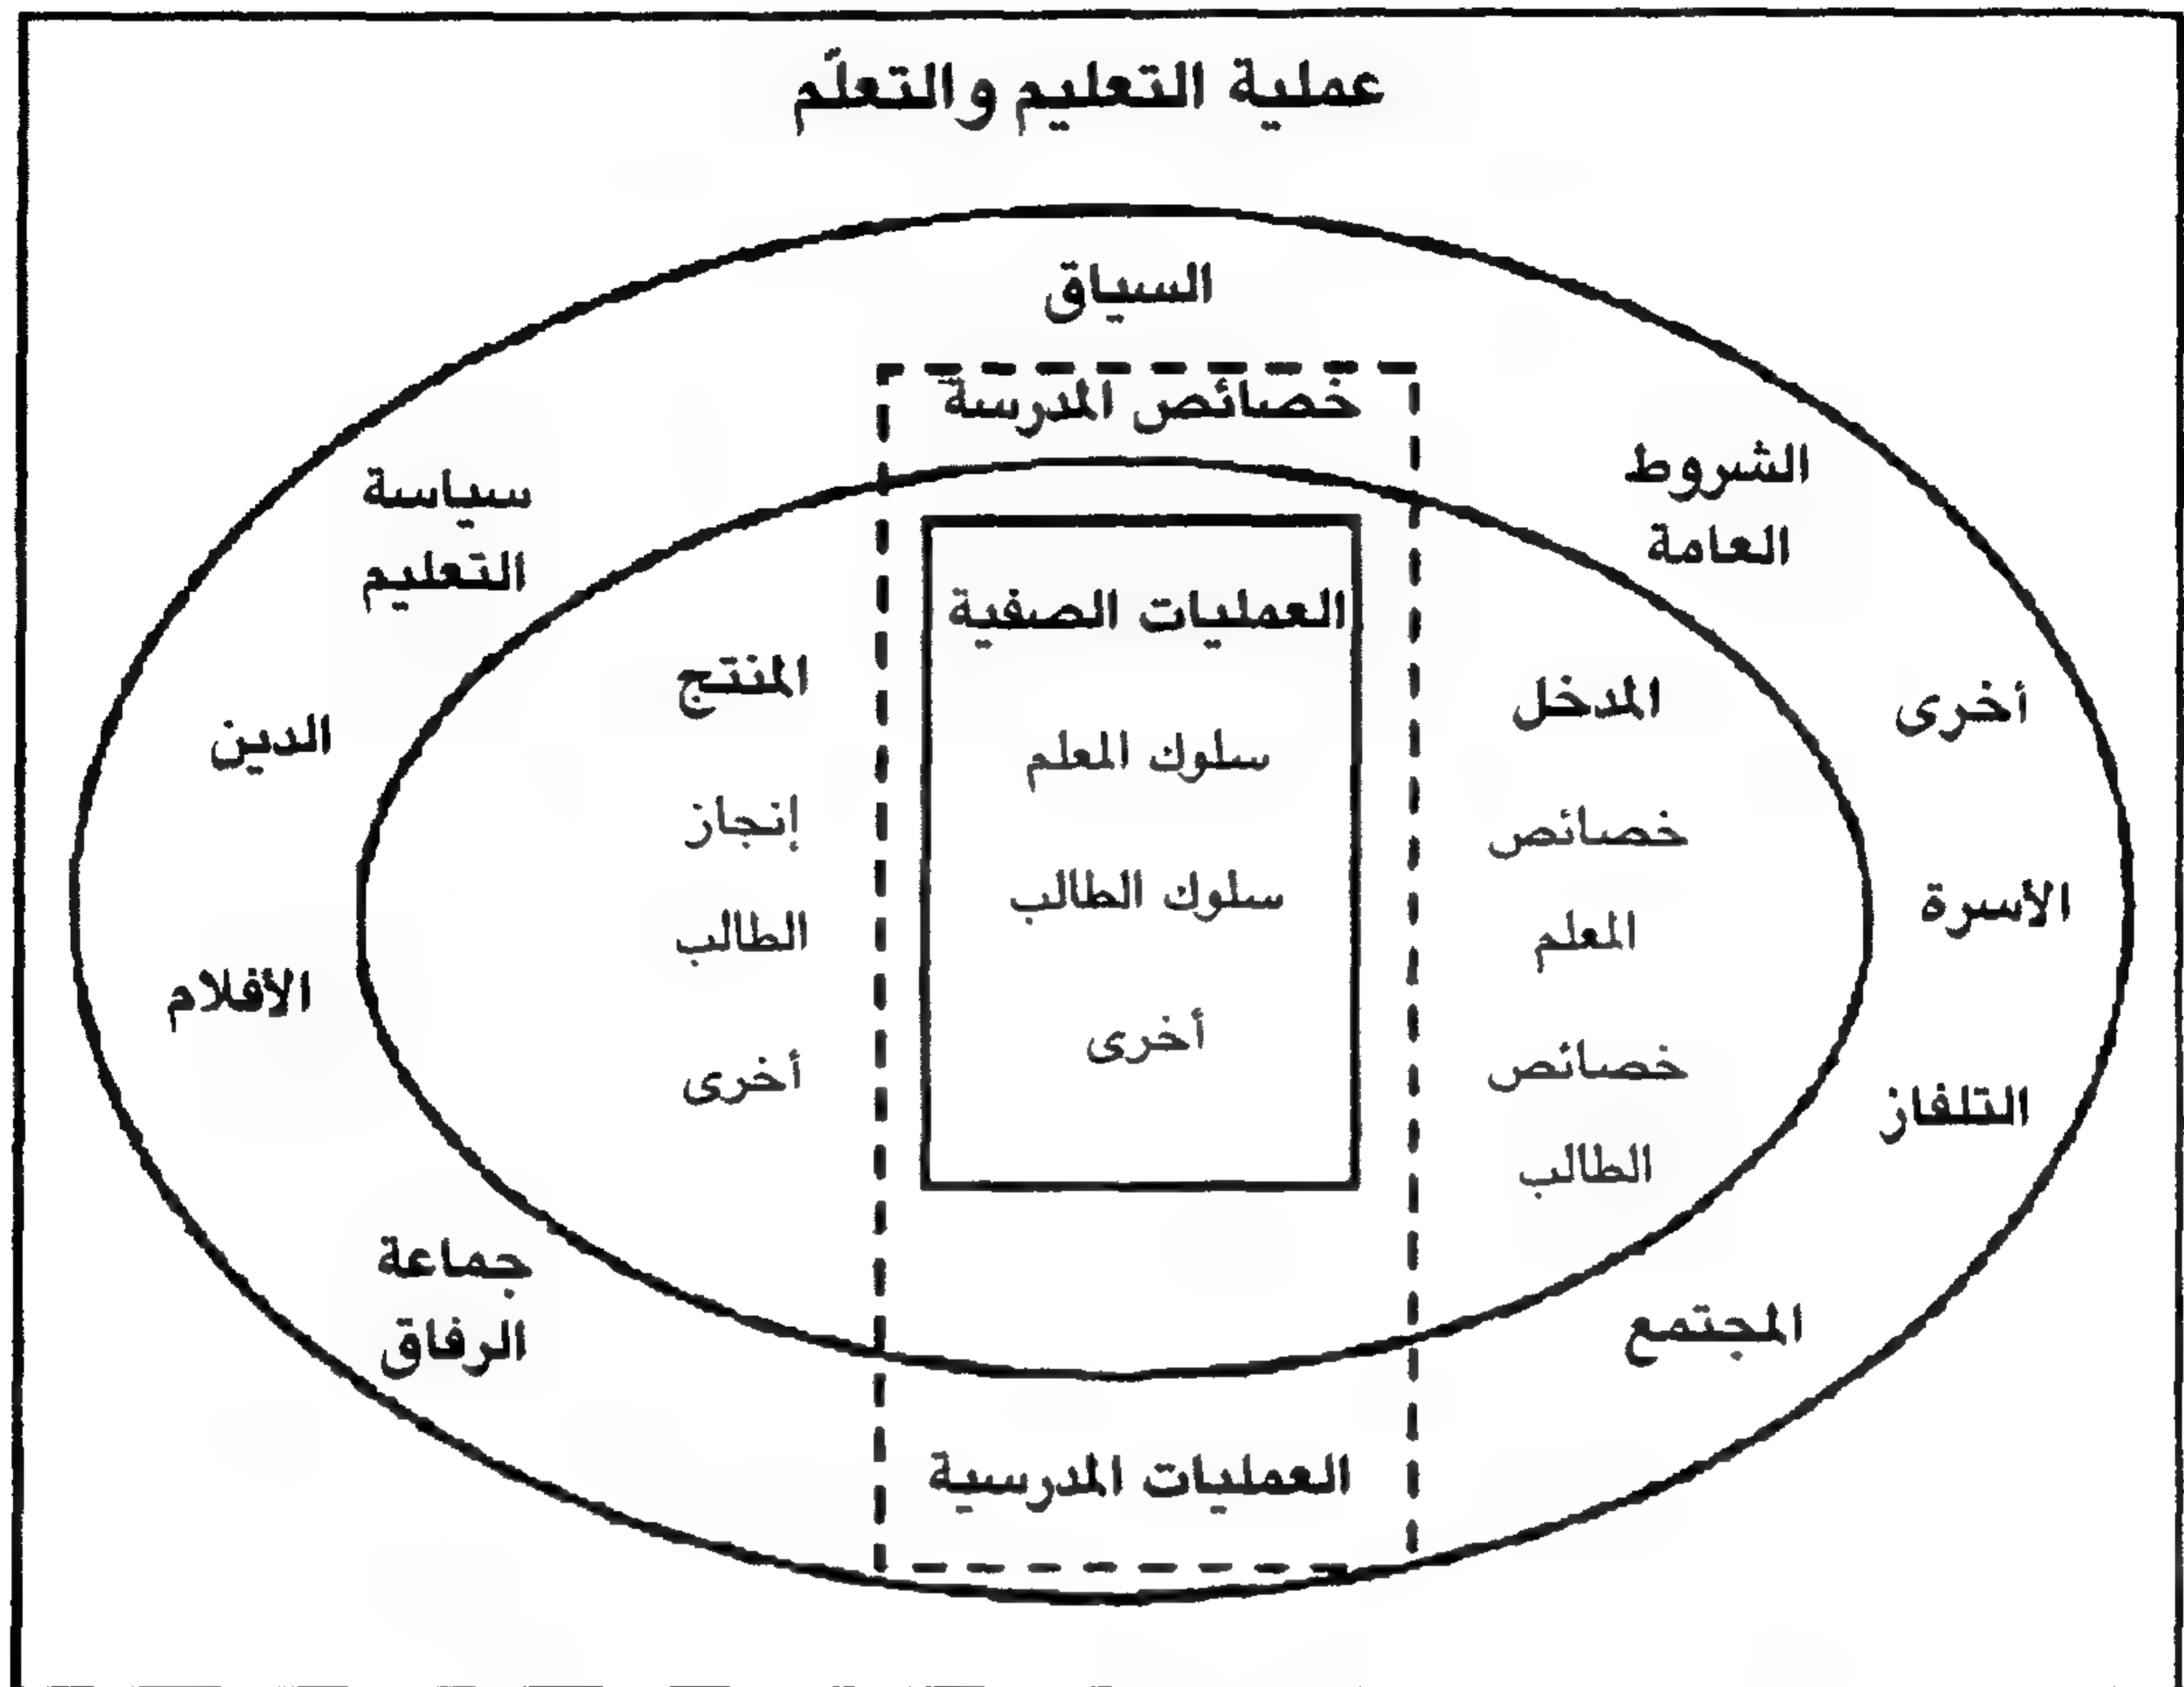 عملية التعليم والتعلّم
السياق
خصائص المدرسة
الشروط
العامة
أخرى
الأسرة
التلفاز
المجتمع
سياسة
التعليم
الدين
الأفلام
جماعة
الرفاق
المدخل
خصائص
المعلم
خصائص
الطالب
العمليات الصفية
سلوك المعلم
سلوك الطالب
أخرى
المنتج
إنجاز
الطالب
أخرى
العمليات المدرسية